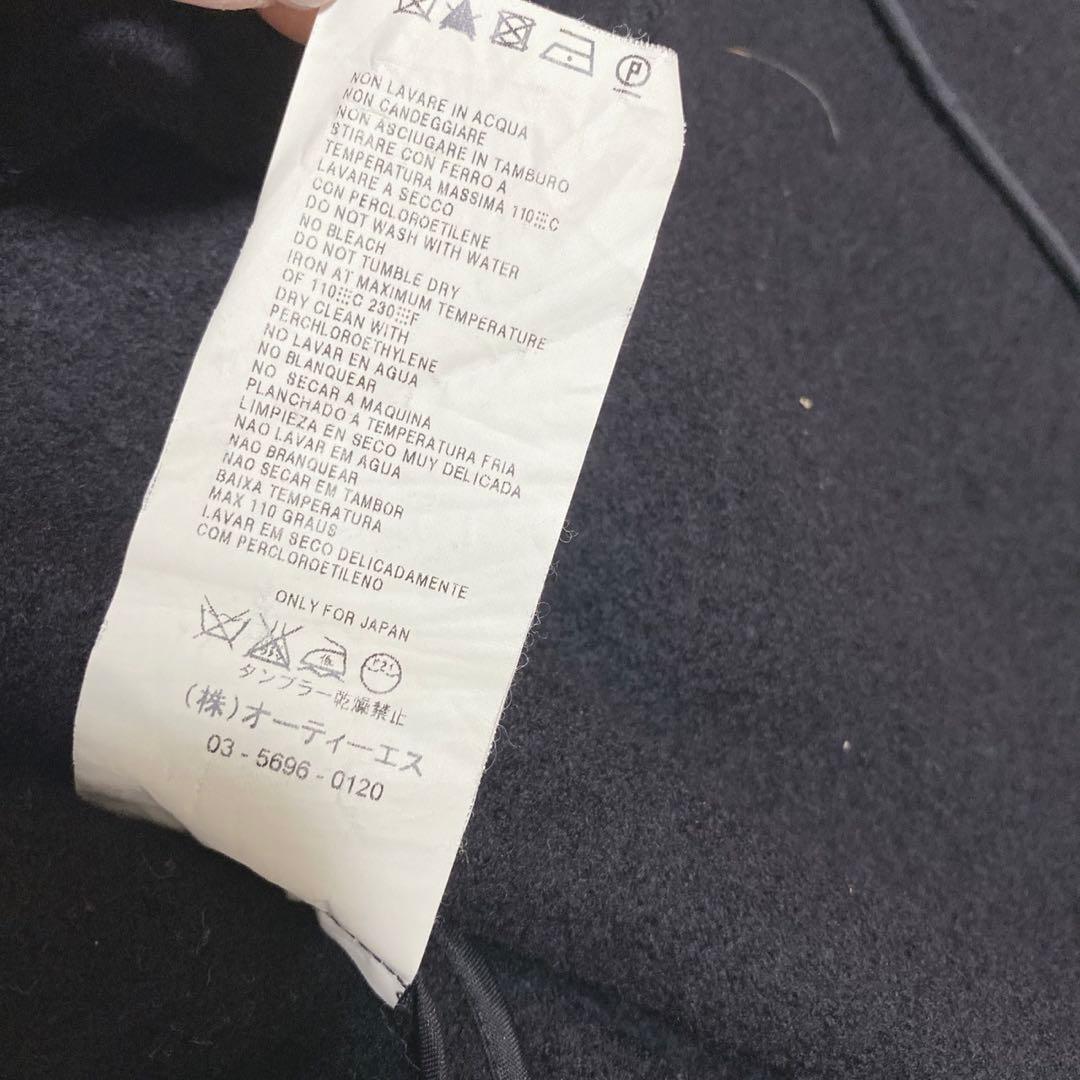 P
NON LAVARE IN ACQUA
NON CANDEGGIARE
NON ASCIUGARE IN TAMBURO
STIRARE CON FERRO A
TEMPERATURA MASSIMA 110 C
LAVARE A SECCO
CON PERCLOROETILENE
DO NOT WASH WITH WATER
NO BLEACH
DO NOT TUMBLE DRY
IRON AT MAXIMUM TEMPERATURE
OF 110 C 230 F
DRY CLEAN WITH
PERCHLOROETHYLENE
NO LAVAR EN AGUA
NO BLANQUEAR
NO SECAR A MAQUINA
PLANCHADO A TEMPERATURA FRIA
LIMPIEZA EN SECO MUY DELICADA
NAO LAVAR EM AGUA
NAO BRANQUEAR
NAO SECAR EM TAMBOR
BAIXA TEMPERATURA
MAX 110 GRAUS
LAVAR EM SECO DELICADAMENTE
COM PERCLOROETILENO
ONLY FOR JAPAN
タンブラー乾燥禁止
(株)オーティーエス
03 - 5696 - 0120